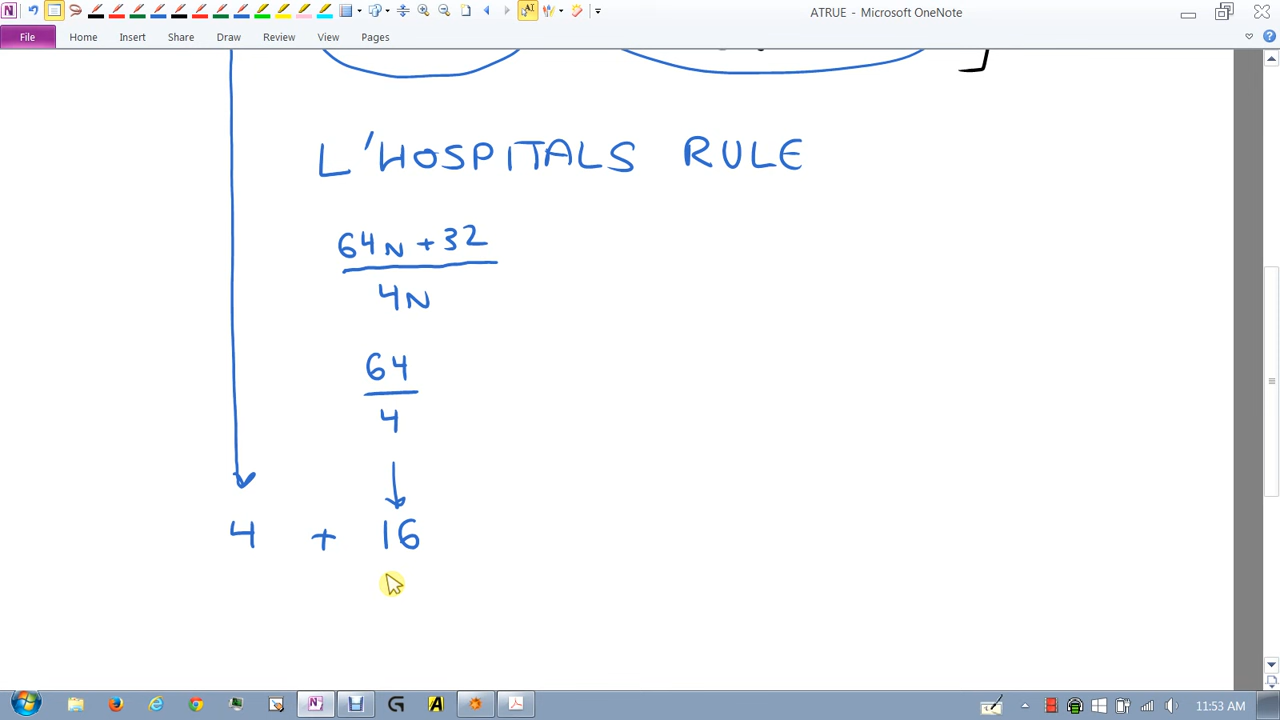 ATRUE - Microsoft OneNote
File Home Insert Share Draw Review View Pages
L'HOSPITALS RULE
64N + 32
4N
64
4
4 + 16
11:53 AM